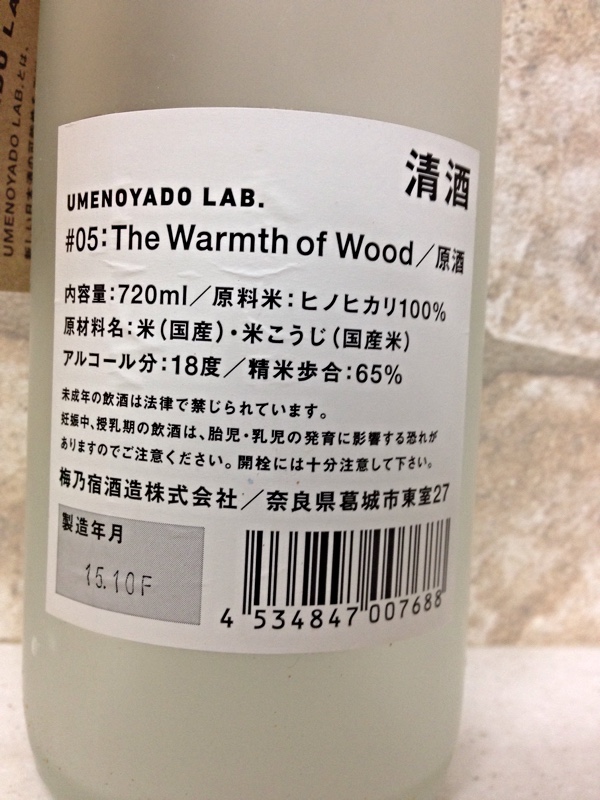 UMENOYADO LAB.とは、
清酒
UMENOYADO LAB.
#05:The Warmth of Wood/原酒
内容量:720ml/原料米:ヒノヒカリ100%
原材料名:米(国産)・米こうじ(国産米)
アルコール分:18度/精米歩合:65%
未成年の飲酒は法律で禁じられています。
妊娠中、授乳期の飲酒は、胎児・乳児の発育に影響する恐れが
ありますのでご注意ください。開栓には十分注意して下さい。
梅乃宿酒造株式会社/奈良県葛城市東室27
製造年月
15.10F
4 534847 007688